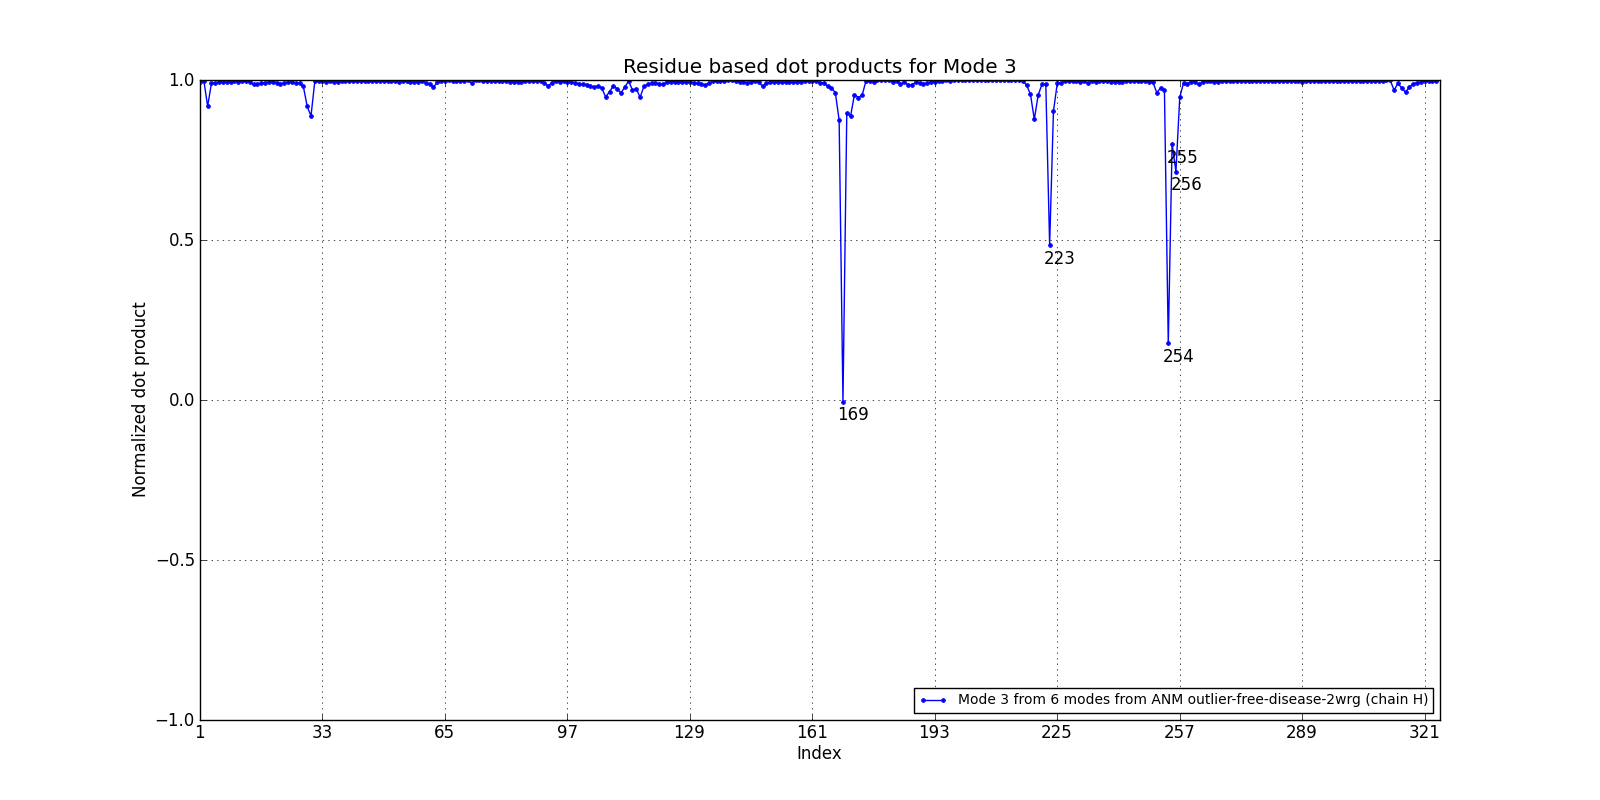 Residue based dot products for Mode 3
Normalized dot product
1.0
0.5
0.0
−0.5
−1.0
255
256
223
254
169
Mode 3 from 6 modes from ANM outlier-free-disease-2wrg (chain H)
1 33 65 97 129 161 193 225 257 289 321
Index